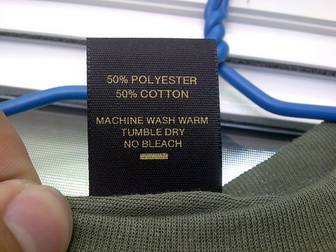 50% POLYESTER
50% COTTON
MACHINE WASH WARM
TUMBLE DRY
NO BLEACH